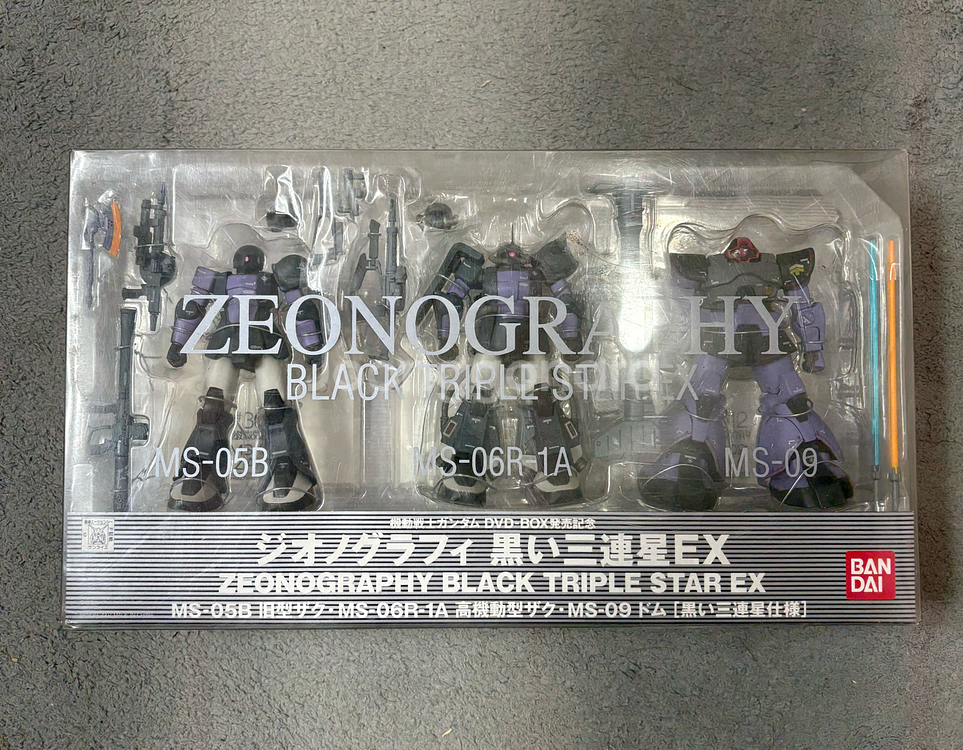 ZEONOGRAPHY
BLACK TRIPLE STAR EX
MS-05B
MS-06R-1A
MS-09
機動戦士ガンダム DVD-BOX発売記念
ジオノグラフィ 黒い三連星EX
ZEONOGRAPHY BLACK TRIPLE STAR EX
MS-05B 旧型ザク・MS-06R-1A 高機動型ザク・MS-09 ドム［黒い三連星仕様］
BAN
DAI